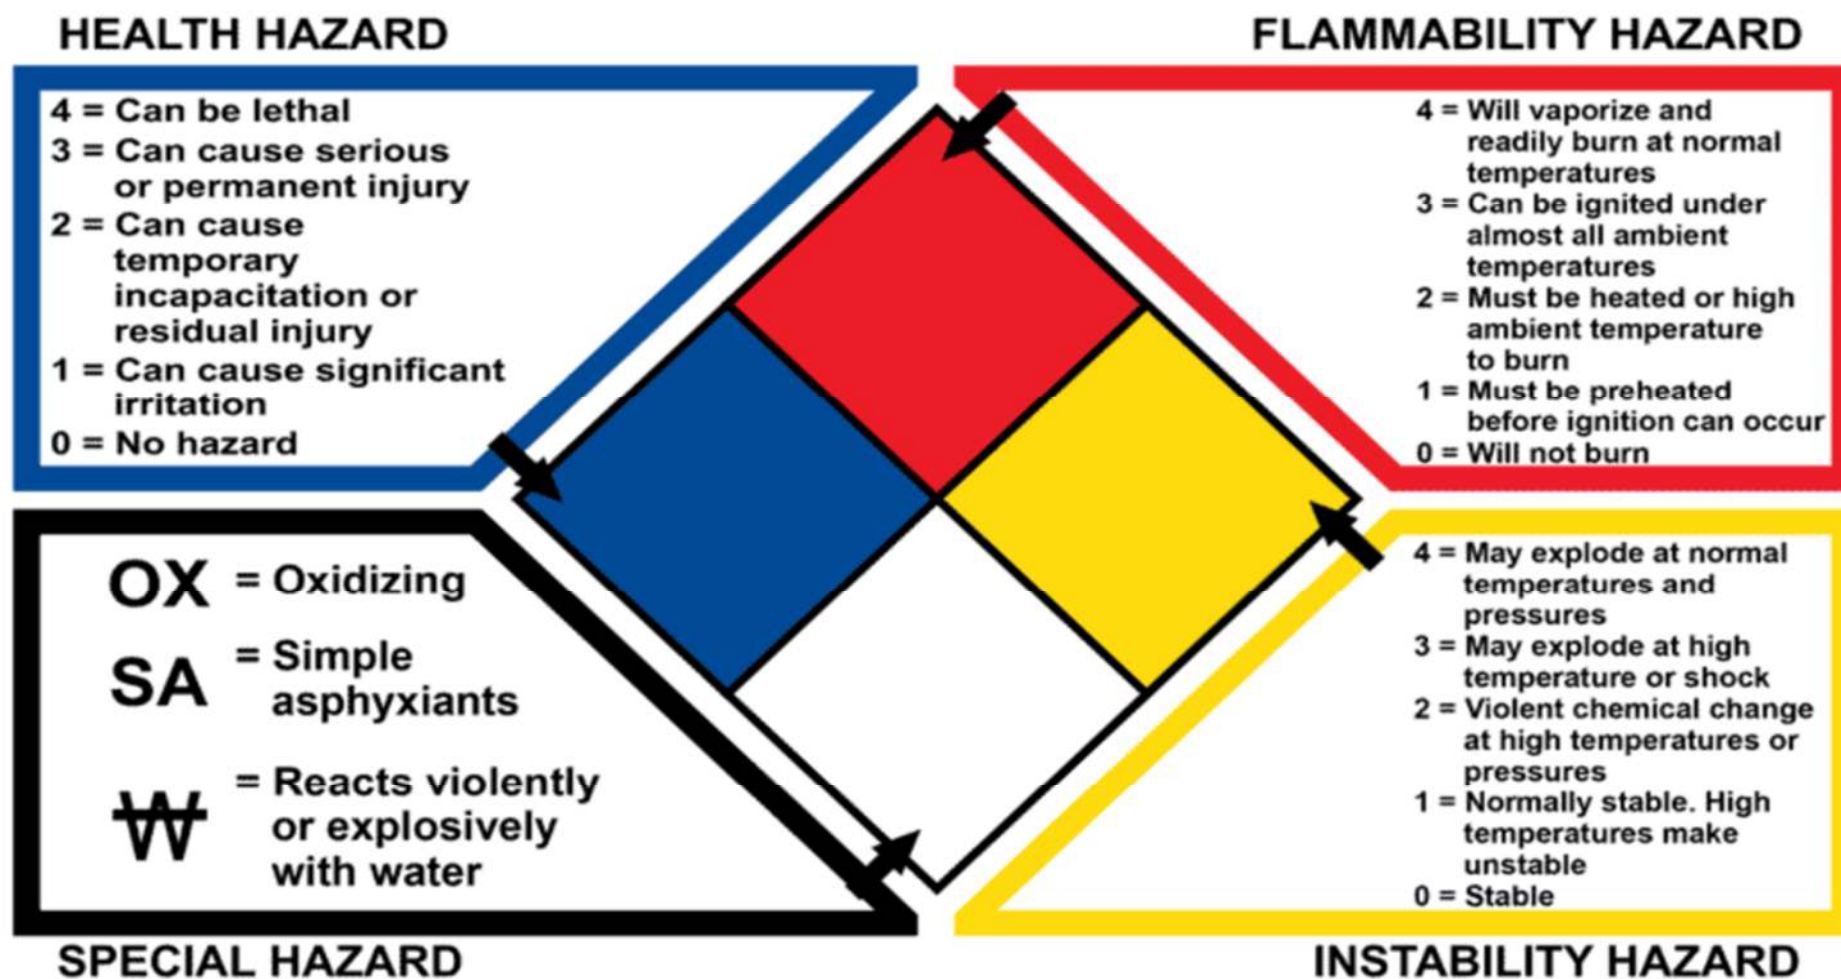 HEALTH HAZARD
4 = Can be lethal
3 = Can cause serious
or permanent injury
2 = Can cause
temporary
incapacitation or
residual injury
1 = Can cause significant
irritation
0 = No hazard
FLAMMABILITY HAZARD
4 = Will vaporize and
readily burn at normal
temperatures
3 = Can be ignited under
almost all ambient
temperatures
2 = Must be heated or high
ambient temperature
to burn
1 = Must be preheated
before ignition can occur
0 = Will not burn
OX = Oxidizing
SA = Simple
asphyxiants
W = Reacts violently
or explosively
with water
SPECIAL HAZARD
4 = May explode at normal
temperatures and
pressures
3 = May explode at high
temperature or shock
2 = Violent chemical change
at high temperatures or
pressures
1 = Normally stable. High
temperatures make
unstable
0 = Stable
INSTABILITY HAZARD